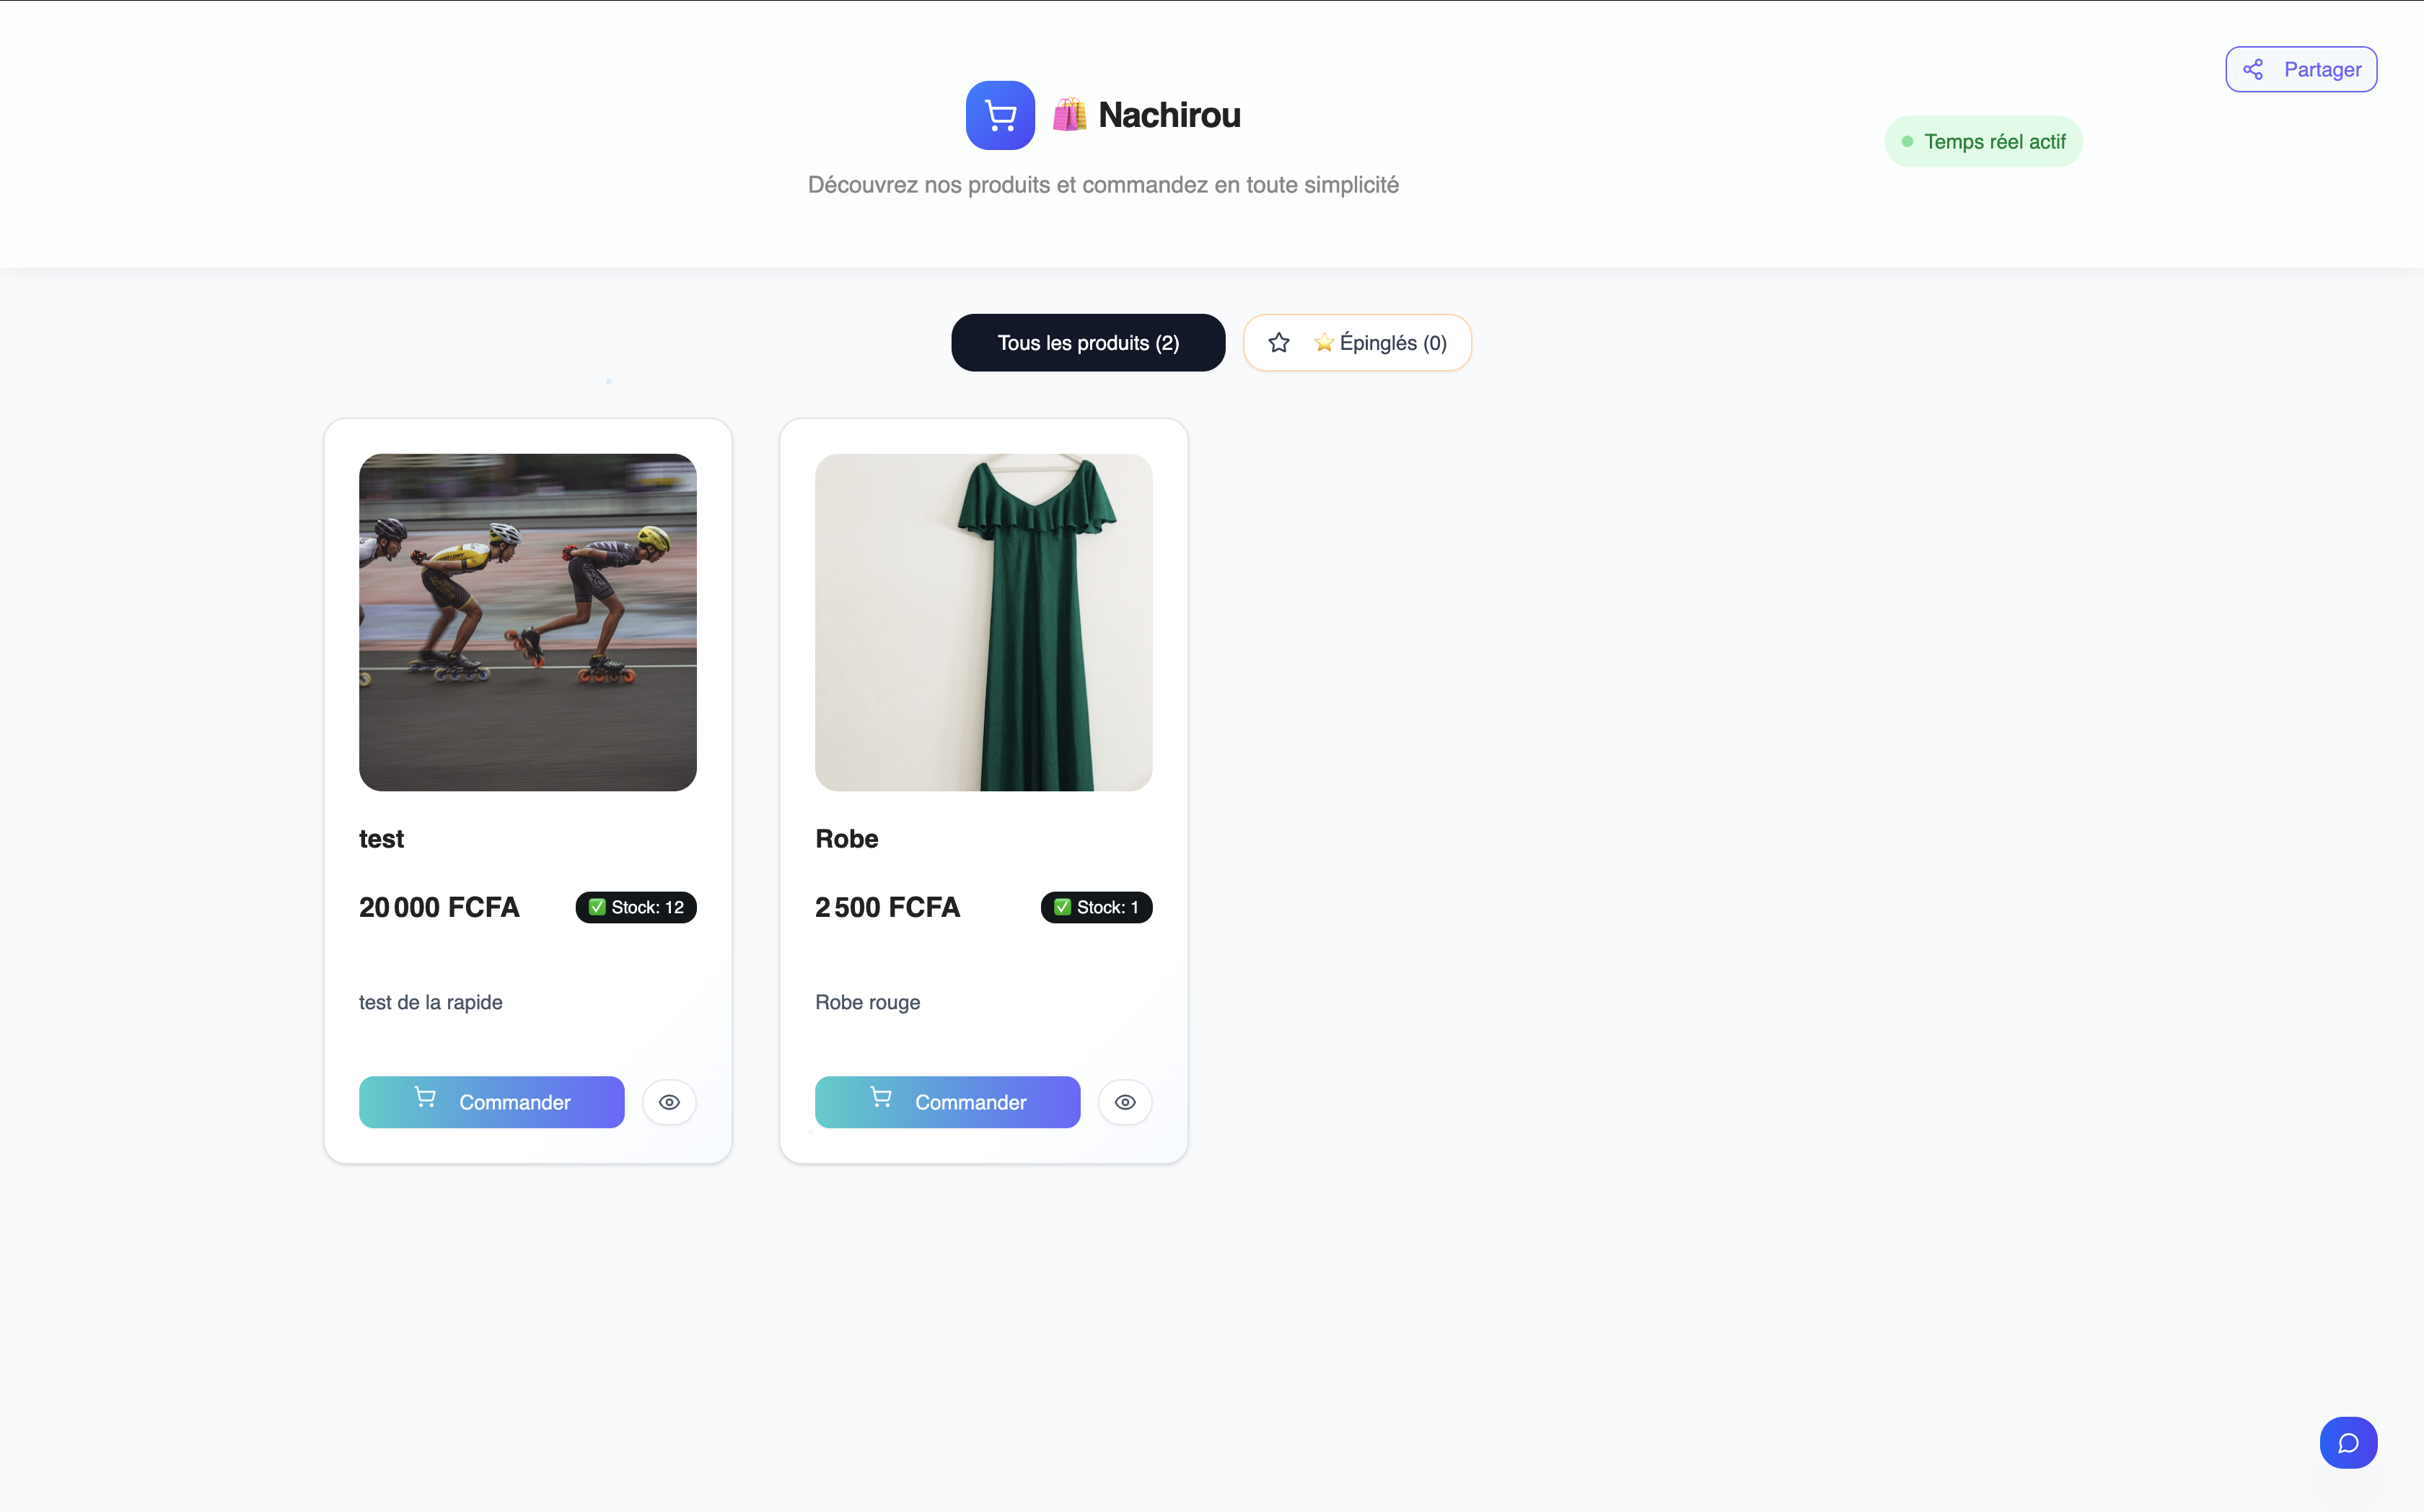 Partager
🛍️ Nachirou
Temps réel actif
Découvrez nos produits et commandez en toute simplicité
Tous les produits (2)
⭐ Épinglés (0)
test
20 000 FCFA
✅ Stock: 12
test de la rapide
Commander
Robe
2 500 FCFA
✅ Stock: 1
Robe rouge
Commander